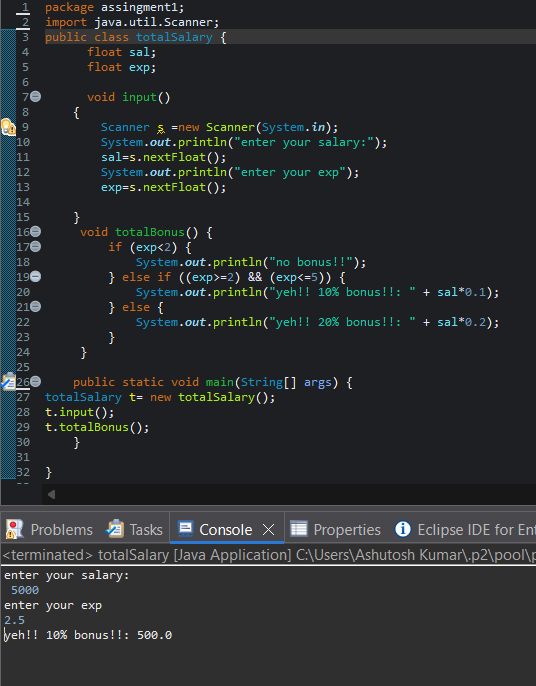 1 package assingment1;
2 import java.util.Scanner;
3 public class totalSalary {
4 float sal;
5 float exp;
6
7 void input()
8 {
9 Scanner s =new Scanner(System.in);
10 System.out.println("enter your salary:");
11 sal=s.nextFloat();
12 System.out.println("enter your exp");
13 exp=s.nextFloat();
14
15 }
16 void totalBonus() {
17 if (exp<2) {
18 System.out.println("no bonus!!");
19 } else if ((exp>=2) && (exp<=5)) {
20 System.out.println("yeh!! 10% bonus!!: " + sal*0.1);
21 } else {
22 System.out.println("yeh!! 20% bonus!!: " + sal*0.2);
23 }
24 }
25
26 public static void main(String[] args) {
27 totalSalary t= new totalSalary();
28 t.input();
29 t.totalBonus();
30 }
31
32 }
Problems Tasks Console Properties Eclipse IDE for Ent
<terminated> totalSalary [Java Application] C:\Users\Ashutosh Kumar\.p2\pool\p
enter your salary:
5000
enter your exp
2.5
yeh!! 10% bonus!!: 500.0